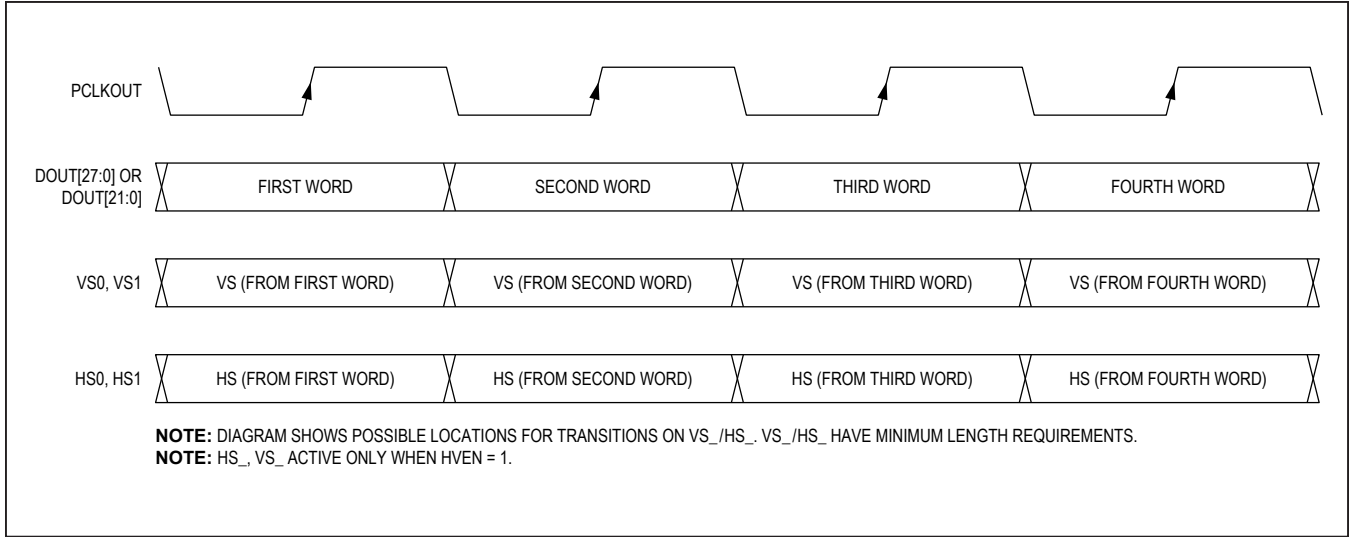 PCLKOUT
DOUT[27:0] OR
DOUT[21:0]
FIRST WORD
SECOND WORD
THIRD WORD
FOURTH WORD
VS0, VS1
VS (FROM FIRST WORD)
VS (FROM SECOND WORD)
VS (FROM THIRD WORD)
VS (FROM FOURTH WORD)
HS0, HS1
HS (FROM FIRST WORD)
HS (FROM SECOND WORD)
HS (FROM THIRD WORD)
HS (FROM FOURTH WORD)
NOTE: DIAGRAM SHOWS POSSIBLE LOCATIONS FOR TRANSITIONS ON VS_/HS_. VS_/HS_ HAVE MINIMUM LENGTH REQUIREMENTS.
NOTE: HS_, VS_ ACTIVE ONLY WHEN HVEN = 1.